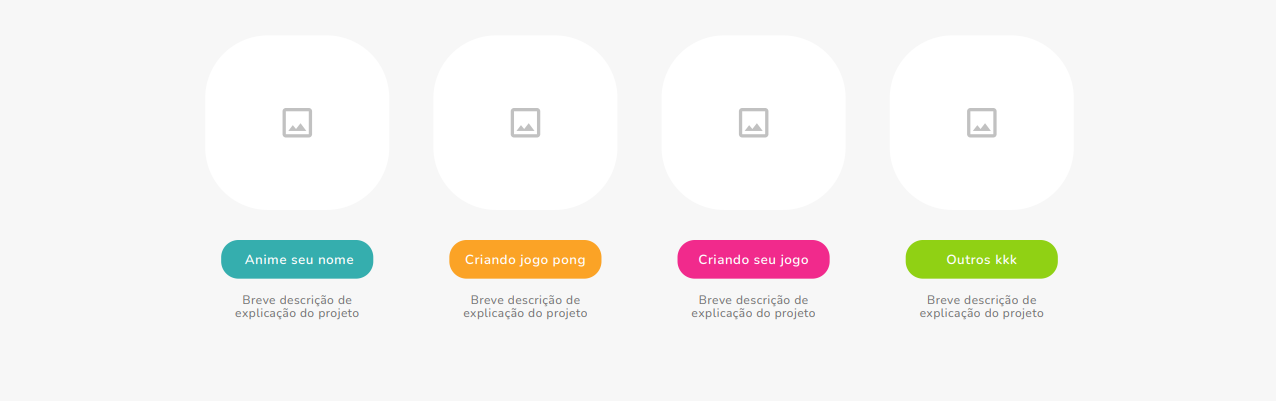 Anime seu nome
Criando jogo pong
Criando seu jogo
Outros kkk
Breve descrição de
explicação do projeto
Breve descrição de
explicação do projeto
Breve descrição de
explicação do projeto
Breve descrição de
explicação do projeto